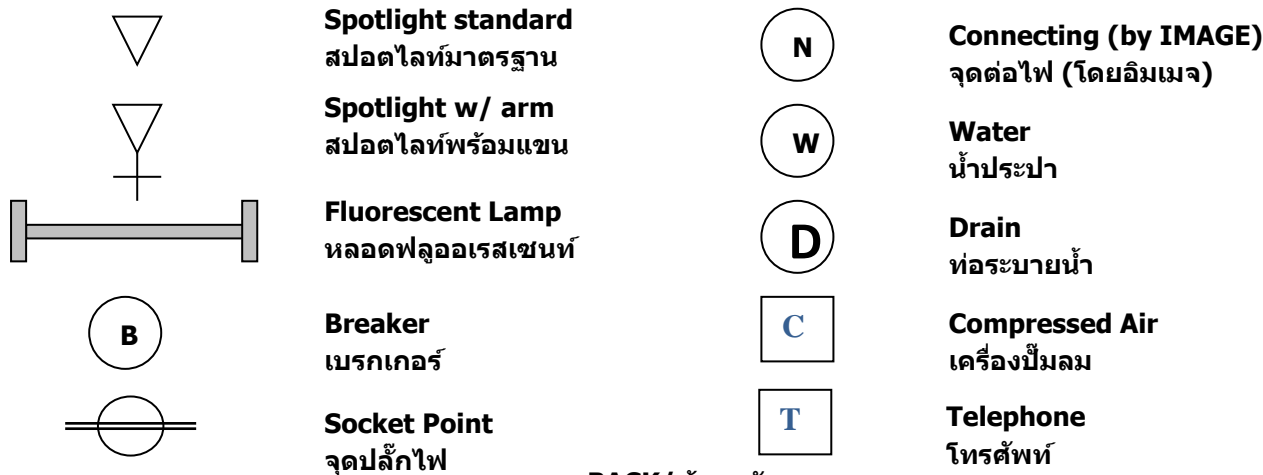 Spotlight standard
สปอตไลท์มาตรฐาน
Spotlight w/ arm
สปอตไลท์พร้อมแขน
Fluorescent Lamp
หลอดฟลูออเรสเซนท์
B
Breaker
เบรกเกอร์
Socket Point
จุดปลั๊กไฟ
N
Connecting (by IMAGE)
จุดต่อไฟ (โดยอิมเมจ)
W
Water
น้ำประปา
D
Drain
ท่อระบายน้ำ
C
Compressed Air
เครื่องปั๊มลม
T
Telephone
โทรศัพท์